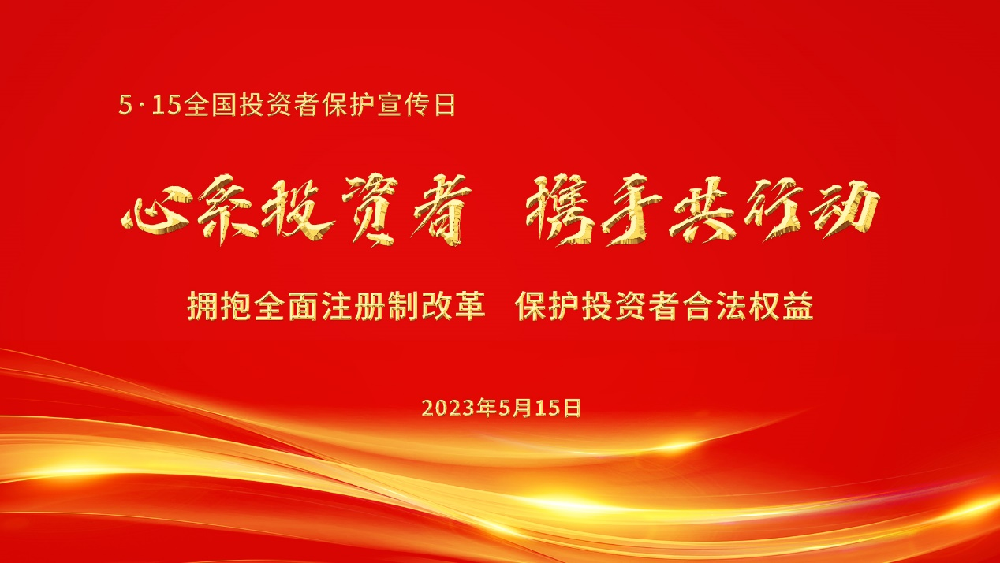 5·15全国投资者保护宣传日
心系投资者 携手共行动
拥抱全面注册制改革 保护投资者合法权益
2023年5月15日